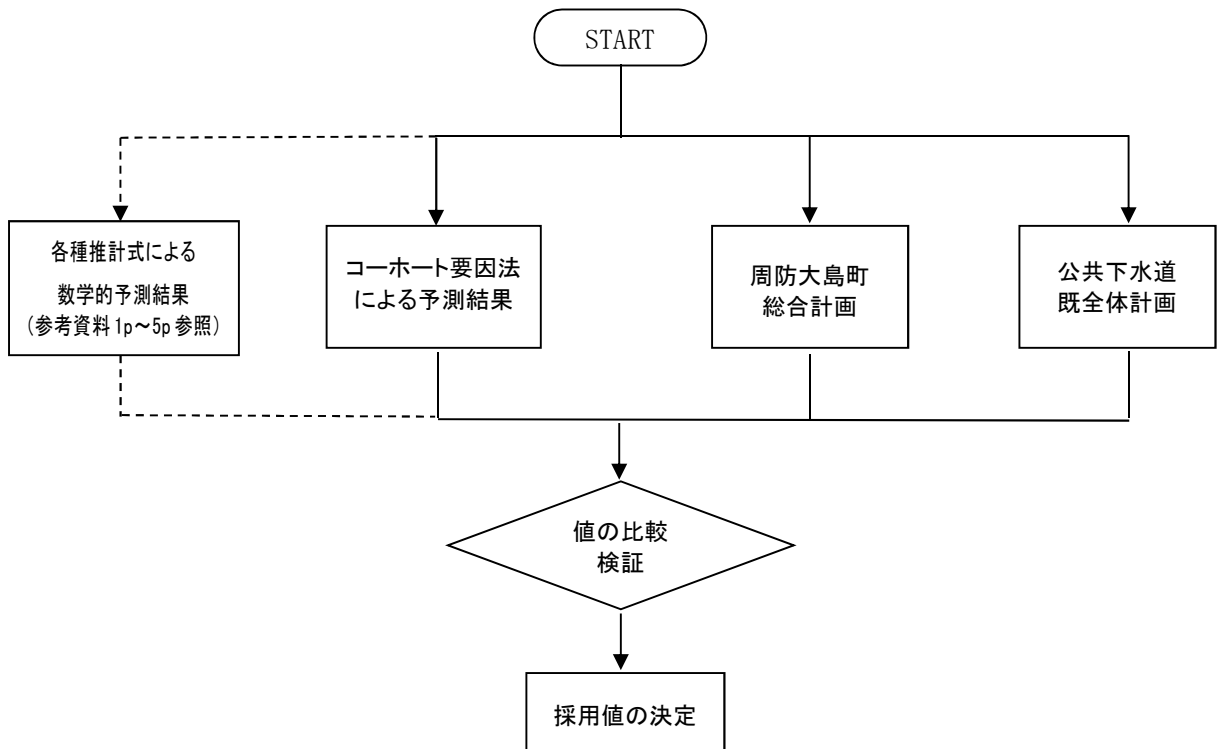 START
各種推計式による
数学的予測結果
（参考資料1p～5p参照）
コーホート要因法
による予測結果
周防大島町
総合計画
公共下水道
既全体計画
値の比較
検証
採用値の決定